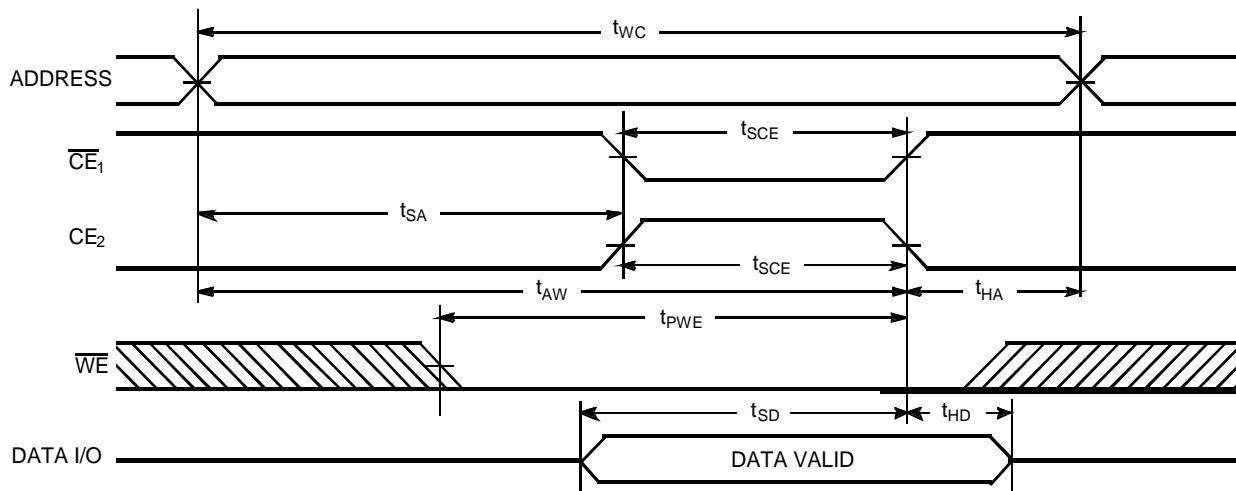 tWC
ADDRESS
tSCE
CE1
tSA
CE2
tSCE
tAW
tHA
tPWE
WE
tSD
tHD
DATA I/O
DATA VALID